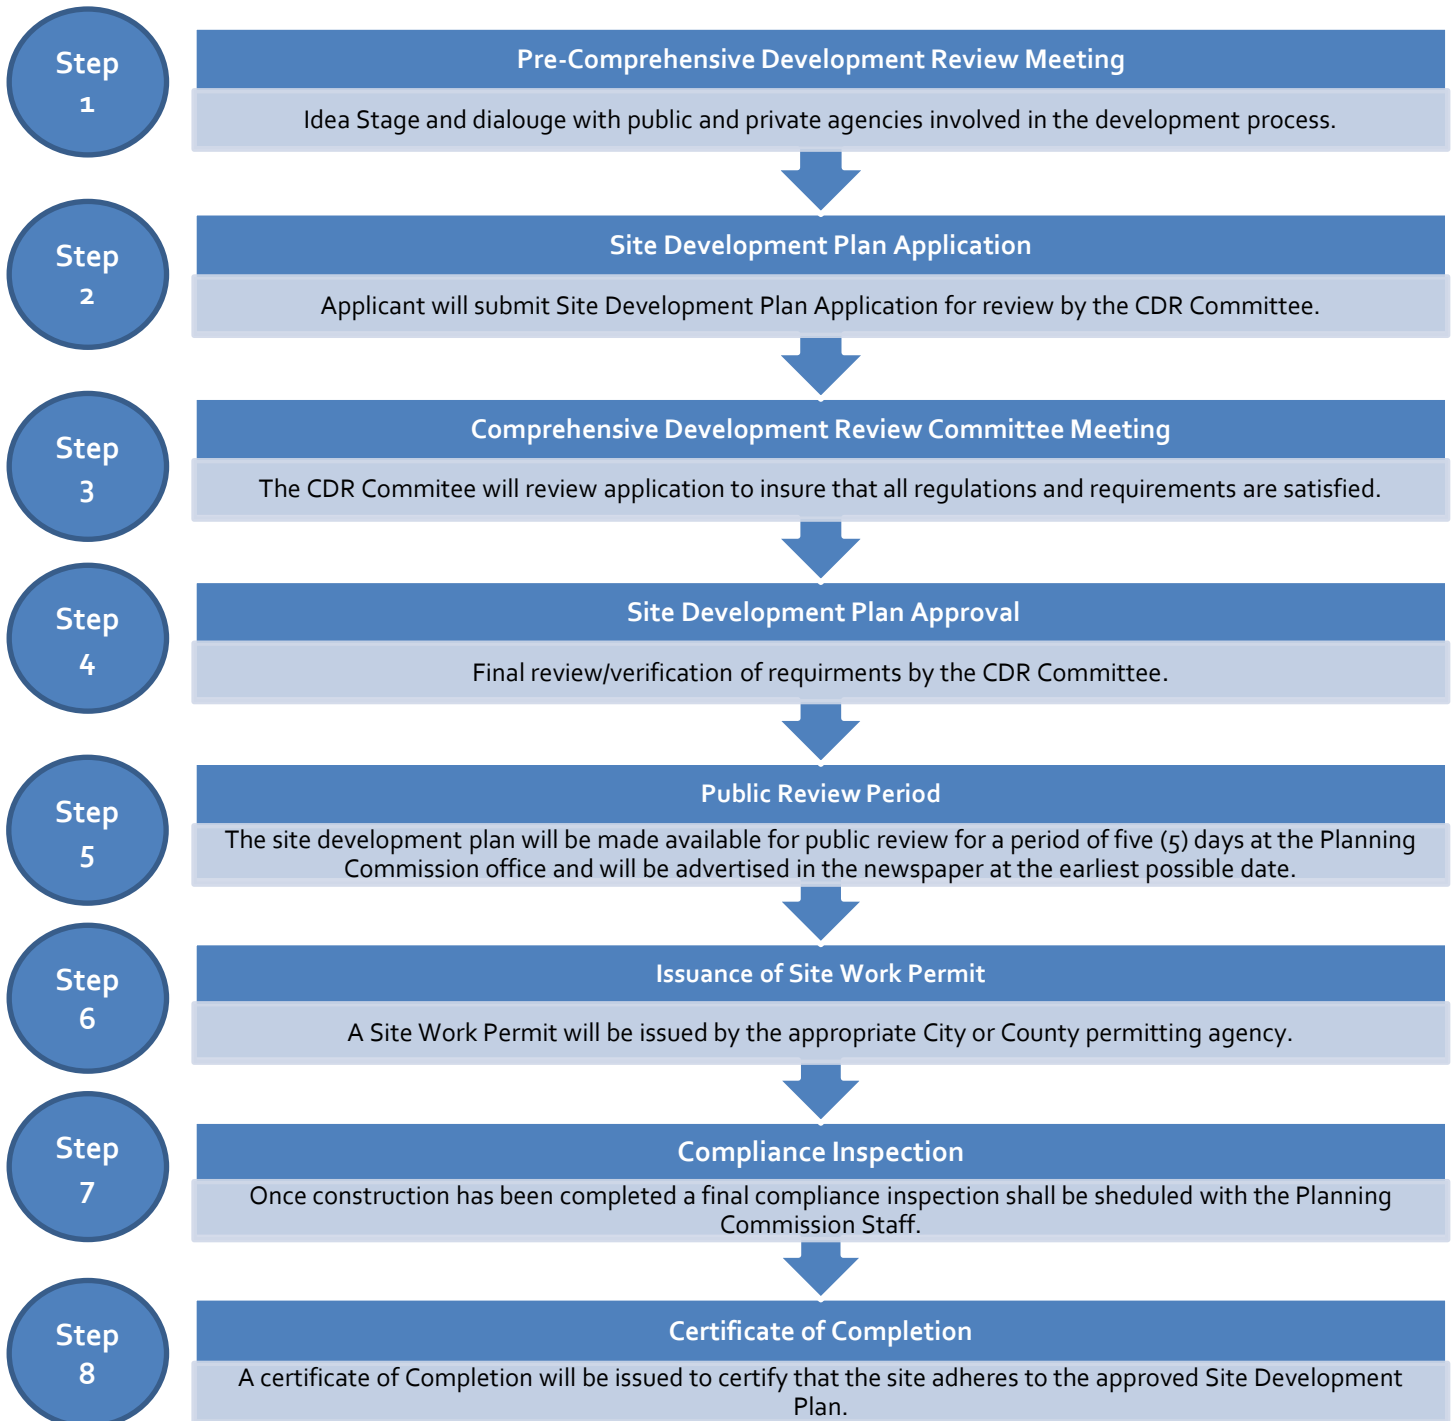 Step
1
Pre-Comprehensive Development Review Meeting
Idea Stage and dialouge with public and private agencies involved in the development process.
Step
2
Site Development Plan Application
Applicant will submit Site Development Plan Application for review by the CDR Committee.
Step
3
Comprehensive Development Review Committee Meeting
The CDR Commitee will review application to insure that all regulations and requirements are satisfied.
Step
4
Site Development Plan Approval
Final review/verification of requirments by the CDR Committee.
Step
5
Public Review Period
The site development plan will be made available for public review for a period of five (5) days at the Planning
Commission office and will be advertised in the newspaper at the earliest possible date.
Step
6
Issuance of Site Work Permit
A Site Work Permit will be issued by the appropriate City or County permitting agency.
Step
7
Compliance Inspection
Once construction has been completed a final compliance inspection shall be sheduled with the Planning
Commission Staff.
Step
8
Certificate of Completion
A certificate of Completion will be issued to certify that the site adheres to the approved Site Development
Plan.